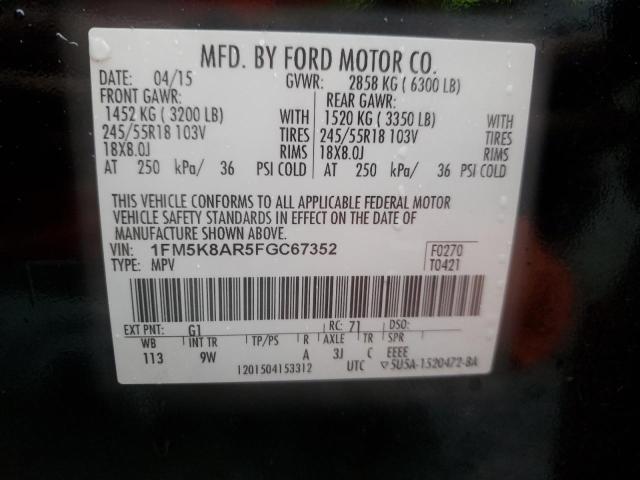 MFD. BY FORD MOTOR CO.
DATE: 04/15 GVWR: 2858 KG ( 6300 LB)
FRONT GAWR: REAR GAWR:
1452 KG ( 3200 LB) WITH 1520 KG ( 3350 LB) WITH
245/55R18 103V TIRES 245/55R18 103V TIRES
18X8.0J RIMS 18X8.0J RIMS
AT 250 kPa/ 36 PSI COLD AT 250 kPa/ 36 PSI COLD
THIS VEHICLE CONFORMS TO ALL APPLICABLE FEDERAL MOTOR
VEHICLE SAFETY STANDARDS IN EFFECT ON THE DATE OF
MANUFACTURE SHOWN ABOVE.
VIN: 1FM5K8AR5FGC67352 F0270
TYPE: MPV T0421
EXT PNT: G1 RC: 71 DSO:
WB INT TR TP/PS R AXLE TR SPR
113 9W A 3J C EEEE
1201504153312 UTC ▽5U5A-1520472-BA